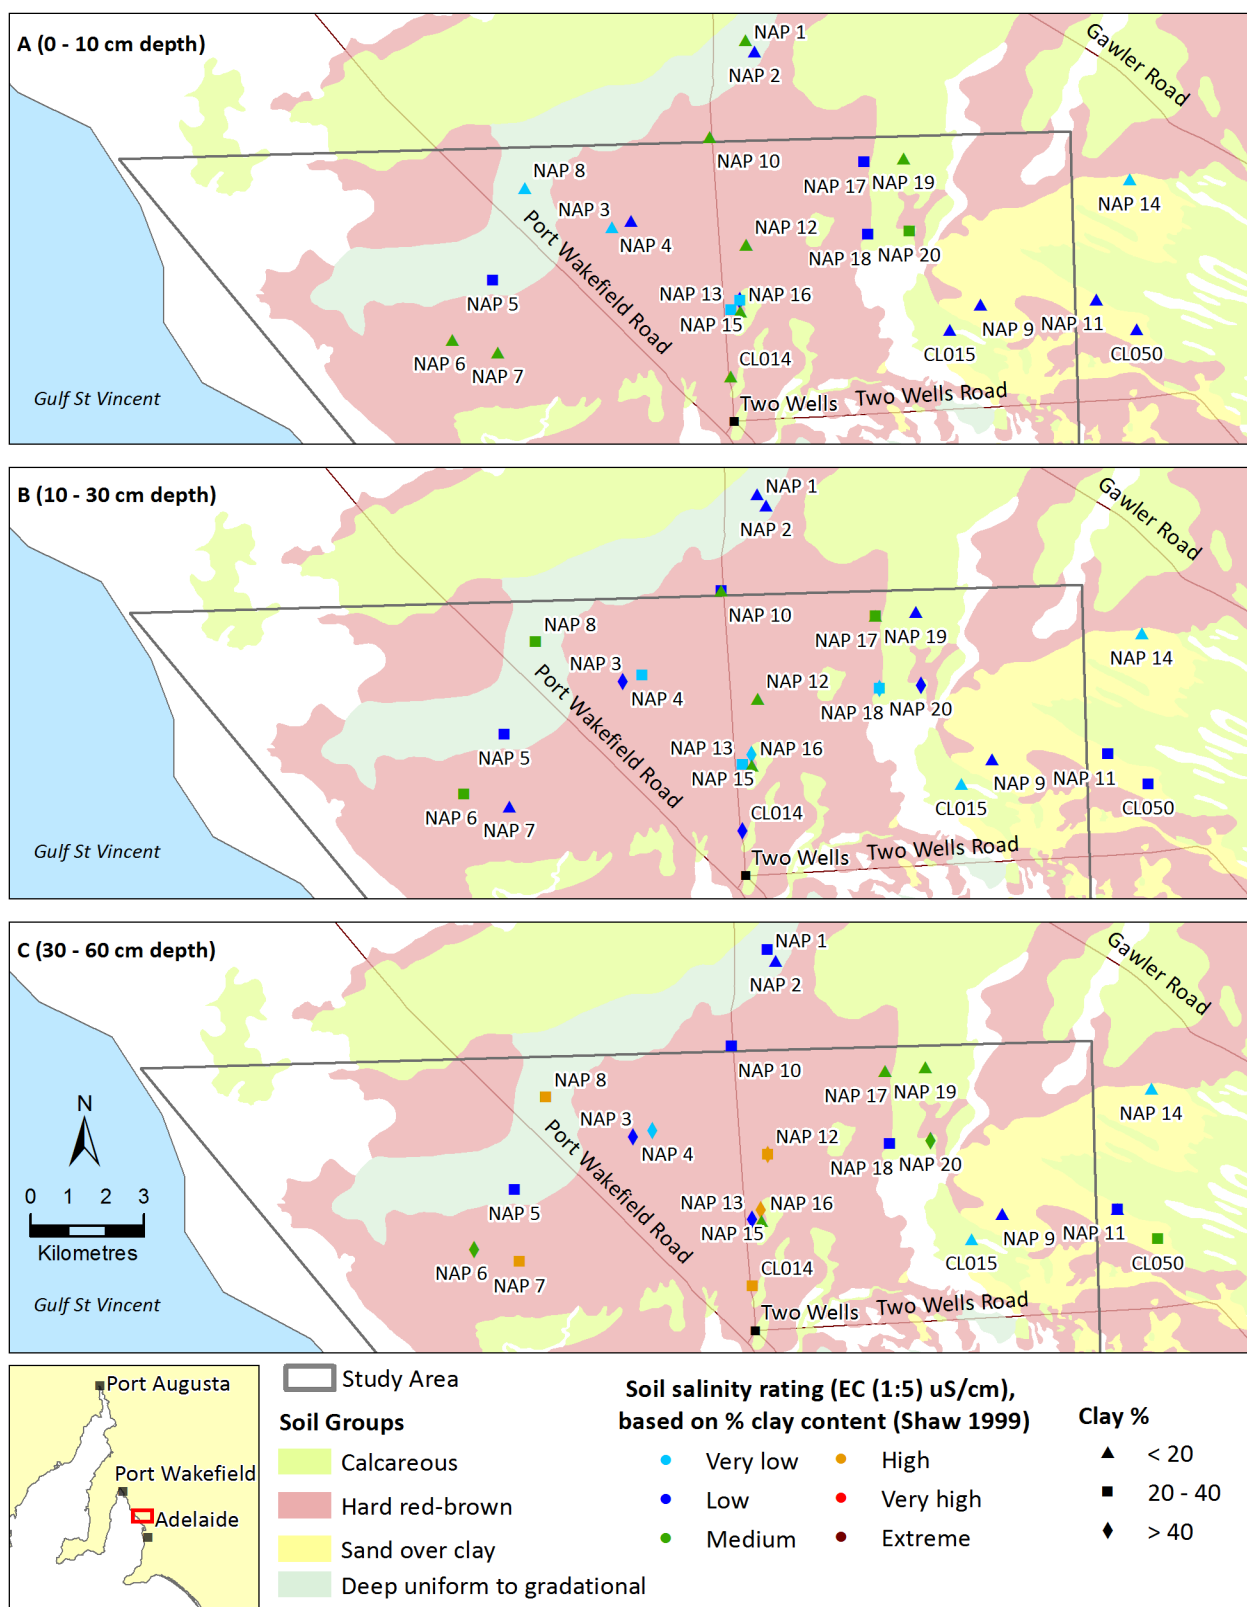 A (0 - 10 cm depth)
NAP 1
NAP 2
Gawler Road
NAP 10
NAP 8
NAP 17
NAP 19
NAP 14
NAP 3
NAP 4
Port Wakefield Road
NAP 12
NAP 18
NAP 20
NAP 5
NAP 13
NAP 16
NAP 15
NAP 9
NAP 11
CL015
CL050
NAP 6
NAP 7
CL014
Gulf St Vincent
Two Wells
Two Wells Road
B (10 - 30 cm depth)
NAP 1
NAP 2
Gawler Road
NAP 10
NAP 8
NAP 17
NAP 19
NAP 14
NAP 3
NAP 4
Port Wakefield Road
NAP 12
NAP 18
NAP 20
NAP 5
NAP 13
NAP 16
NAP 15
NAP 9
NAP 11
CL015
CL050
NAP 6
NAP 7
CL014
Gulf St Vincent
Two Wells
Two Wells Road
C (30 - 60 cm depth)
NAP 1
NAP 2
Gawler Road
NAP 10
NAP 8
NAP 17
NAP 19
NAP 14
N
NAP 3
NAP 4
Port Wakefield Road
NAP 12
NAP 18
NAP 20
0 1 2 3
Kilometres
NAP 5
NAP 13
NAP 16
NAP 15
NAP 9
NAP 11
CL015
CL050
NAP 6
NAP 7
CL014
Gulf St Vincent
Two Wells
Two Wells Road
Port Augusta
Port Wakefield
Adelaide
Study Area
Soil Groups
Calcareous
Hard red-brown
Sand over clay
Deep uniform to gradational
Soil salinity rating (EC (1:5) uS/cm),
based on % clay content (Shaw 1999)
Very low
Low
Medium
High
Very high
Extreme
Clay %
< 20
20 - 40
> 40